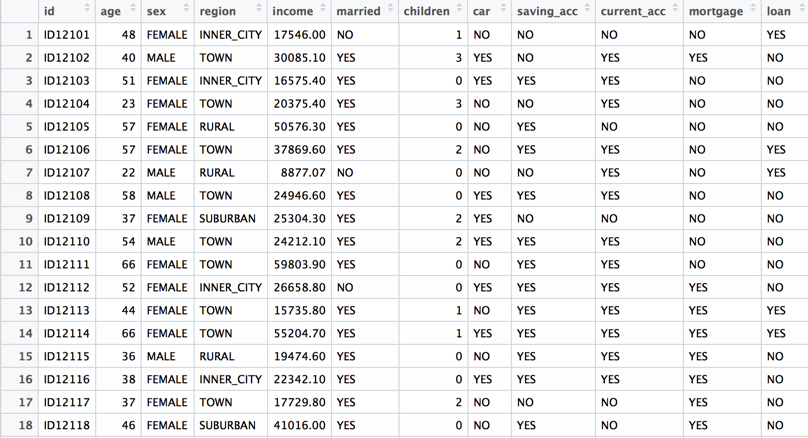 id age sex region income married children car saving_acc current_acc mortgage loan
1 ID12101 48 FEMALE INNER_CITY 17546.00 NO 1 NO NO NO NO YES
2 ID12102 40 MALE TOWN 30085.10 YES 3 YES NO YES YES NO
3 ID12103 51 FEMALE INNER_CITY 16575.40 YES 0 YES YES YES NO NO
4 ID12104 23 FEMALE TOWN 20375.40 YES 3 NO NO YES NO NO
5 ID12105 57 FEMALE RURAL 50576.30 YES 0 NO YES NO NO NO
6 ID12106 57 FEMALE TOWN 37869.60 YES 2 NO YES YES NO YES
7 ID12107 22 MALE RURAL 8877.07 NO 0 NO NO YES NO YES
8 ID12108 58 MALE TOWN 24946.60 YES 0 YES YES YES NO NO
9 ID12109 37 FEMALE SUBURBAN 25304.30 YES 2 YES NO NO NO NO
10 ID12110 54 MALE TOWN 24212.10 YES 2 YES YES YES NO NO
11 ID12111 66 FEMALE TOWN 59803.90 YES 0 NO YES YES NO NO
12 ID12112 52 FEMALE INNER_CITY 26658.80 NO 0 YES YES YES YES NO
13 ID12113 44 FEMALE TOWN 15735.80 YES 1 NO YES YES YES YES
14 ID12114 66 FEMALE TOWN 55204.70 YES 1 YES YES YES YES YES
15 ID12115 36 MALE RURAL 19474.60 YES 0 NO YES YES YES NO
16 ID12116 38 FEMALE INNER_CITY 22342.10 YES 0 YES YES YES YES NO
17 ID12117 37 FEMALE TOWN 17729.80 YES 2 NO NO NO YES NO
18 ID12118 46 FEMALE SUBURBAN 41016.00 YES 0 NO YES NO YES NO